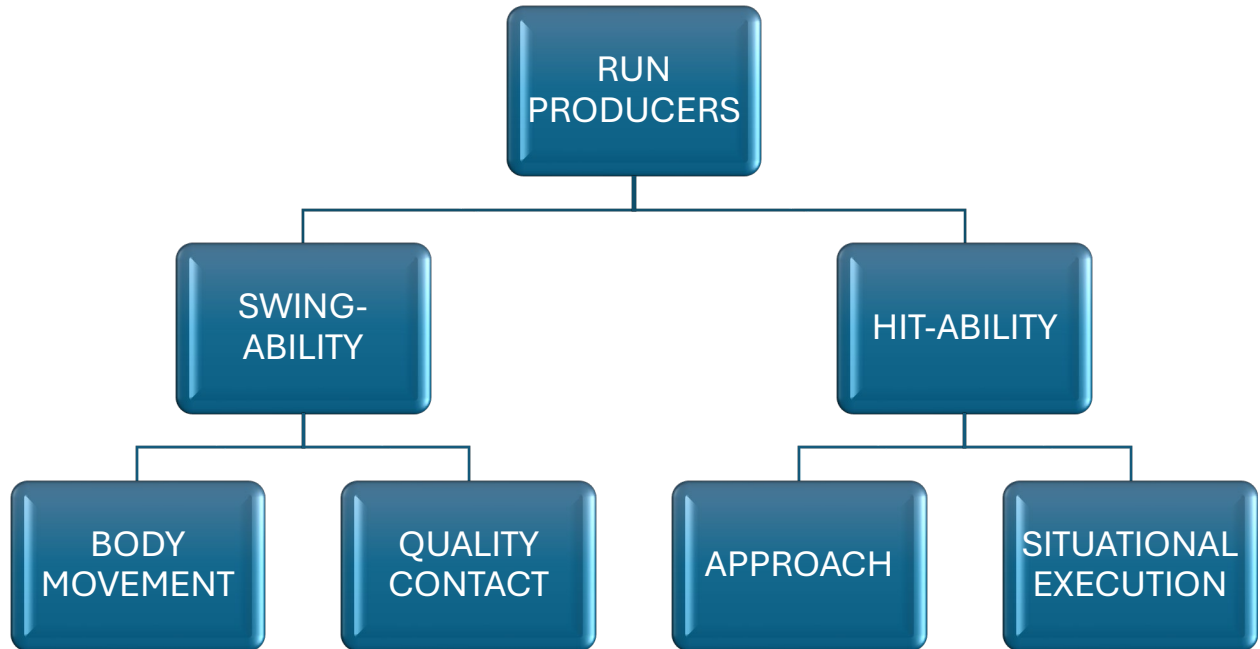 RUN
PRODUCERS
SWING-
ABILITY
HIT-ABILITY
BODY
MOVEMENT
QUALITY
CONTACT
APPROACH
SITUATIONAL
EXECUTION